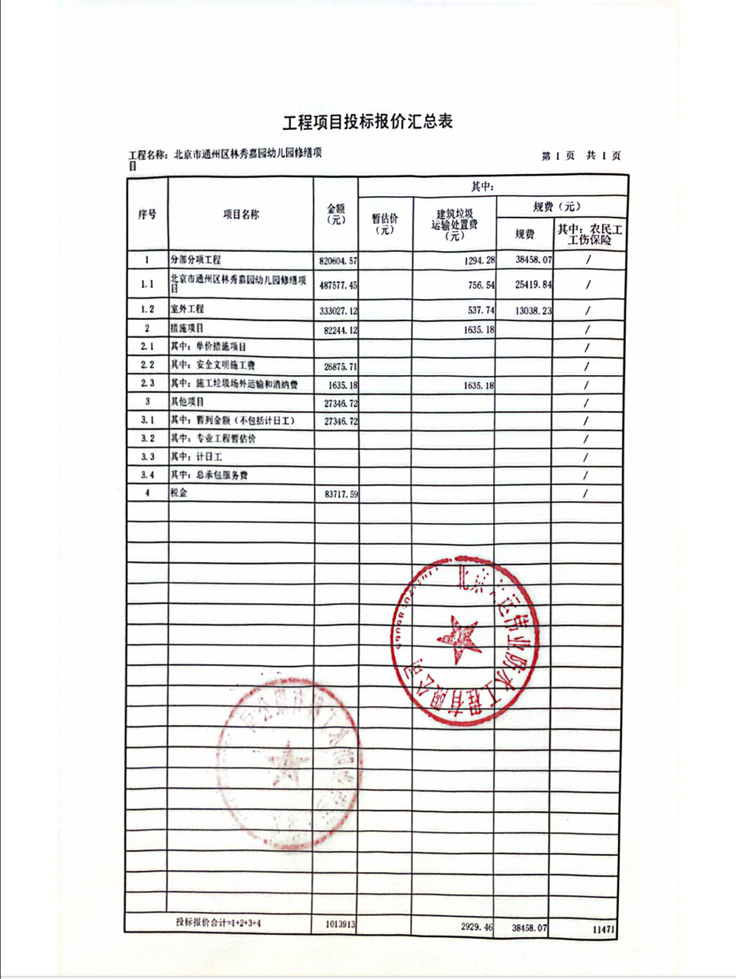 工程项目投标报价汇总表
工程名称：北京市通州区林秀嘉园幼儿园修缮项
目
第 1 页 共 1 页
序号 项目名称 金额（元） 其中：
暂估价（元） 建筑垃圾运输处置费（元） 规费（元）
规费 其中：农民工工伤保险
1 分部分项工程 820604.57 1294.28 38458.07 /
1.1 北京市通州区林秀嘉园幼儿园修缮项目 487577.45 756.54 25419.84 /
1.2 室外工程 333027.12 537.74 13038.23 /
2 措施项目 82244.12 1635.18 /
2.1 其中：单价措施项目 /
2.2 其中：安全文明施工费 26875.71 /
2.3 其中：施工垃圾场外运输和消纳费 1635.18 1635.18 /
3 其他项目 27346.72 /
3.1 其中：暂列金额（不包括计日工） 27346.72 /
3.2 其中：专业工程暂估价 /
3.3 其中：计日工 /
3.4 其中：总承包服务费 /
4 税金 83717.59 /
北京 运伟业防水工程有限公司
投标报价合计=1+2+3+4 1013913 2929.46 38458.07 11471